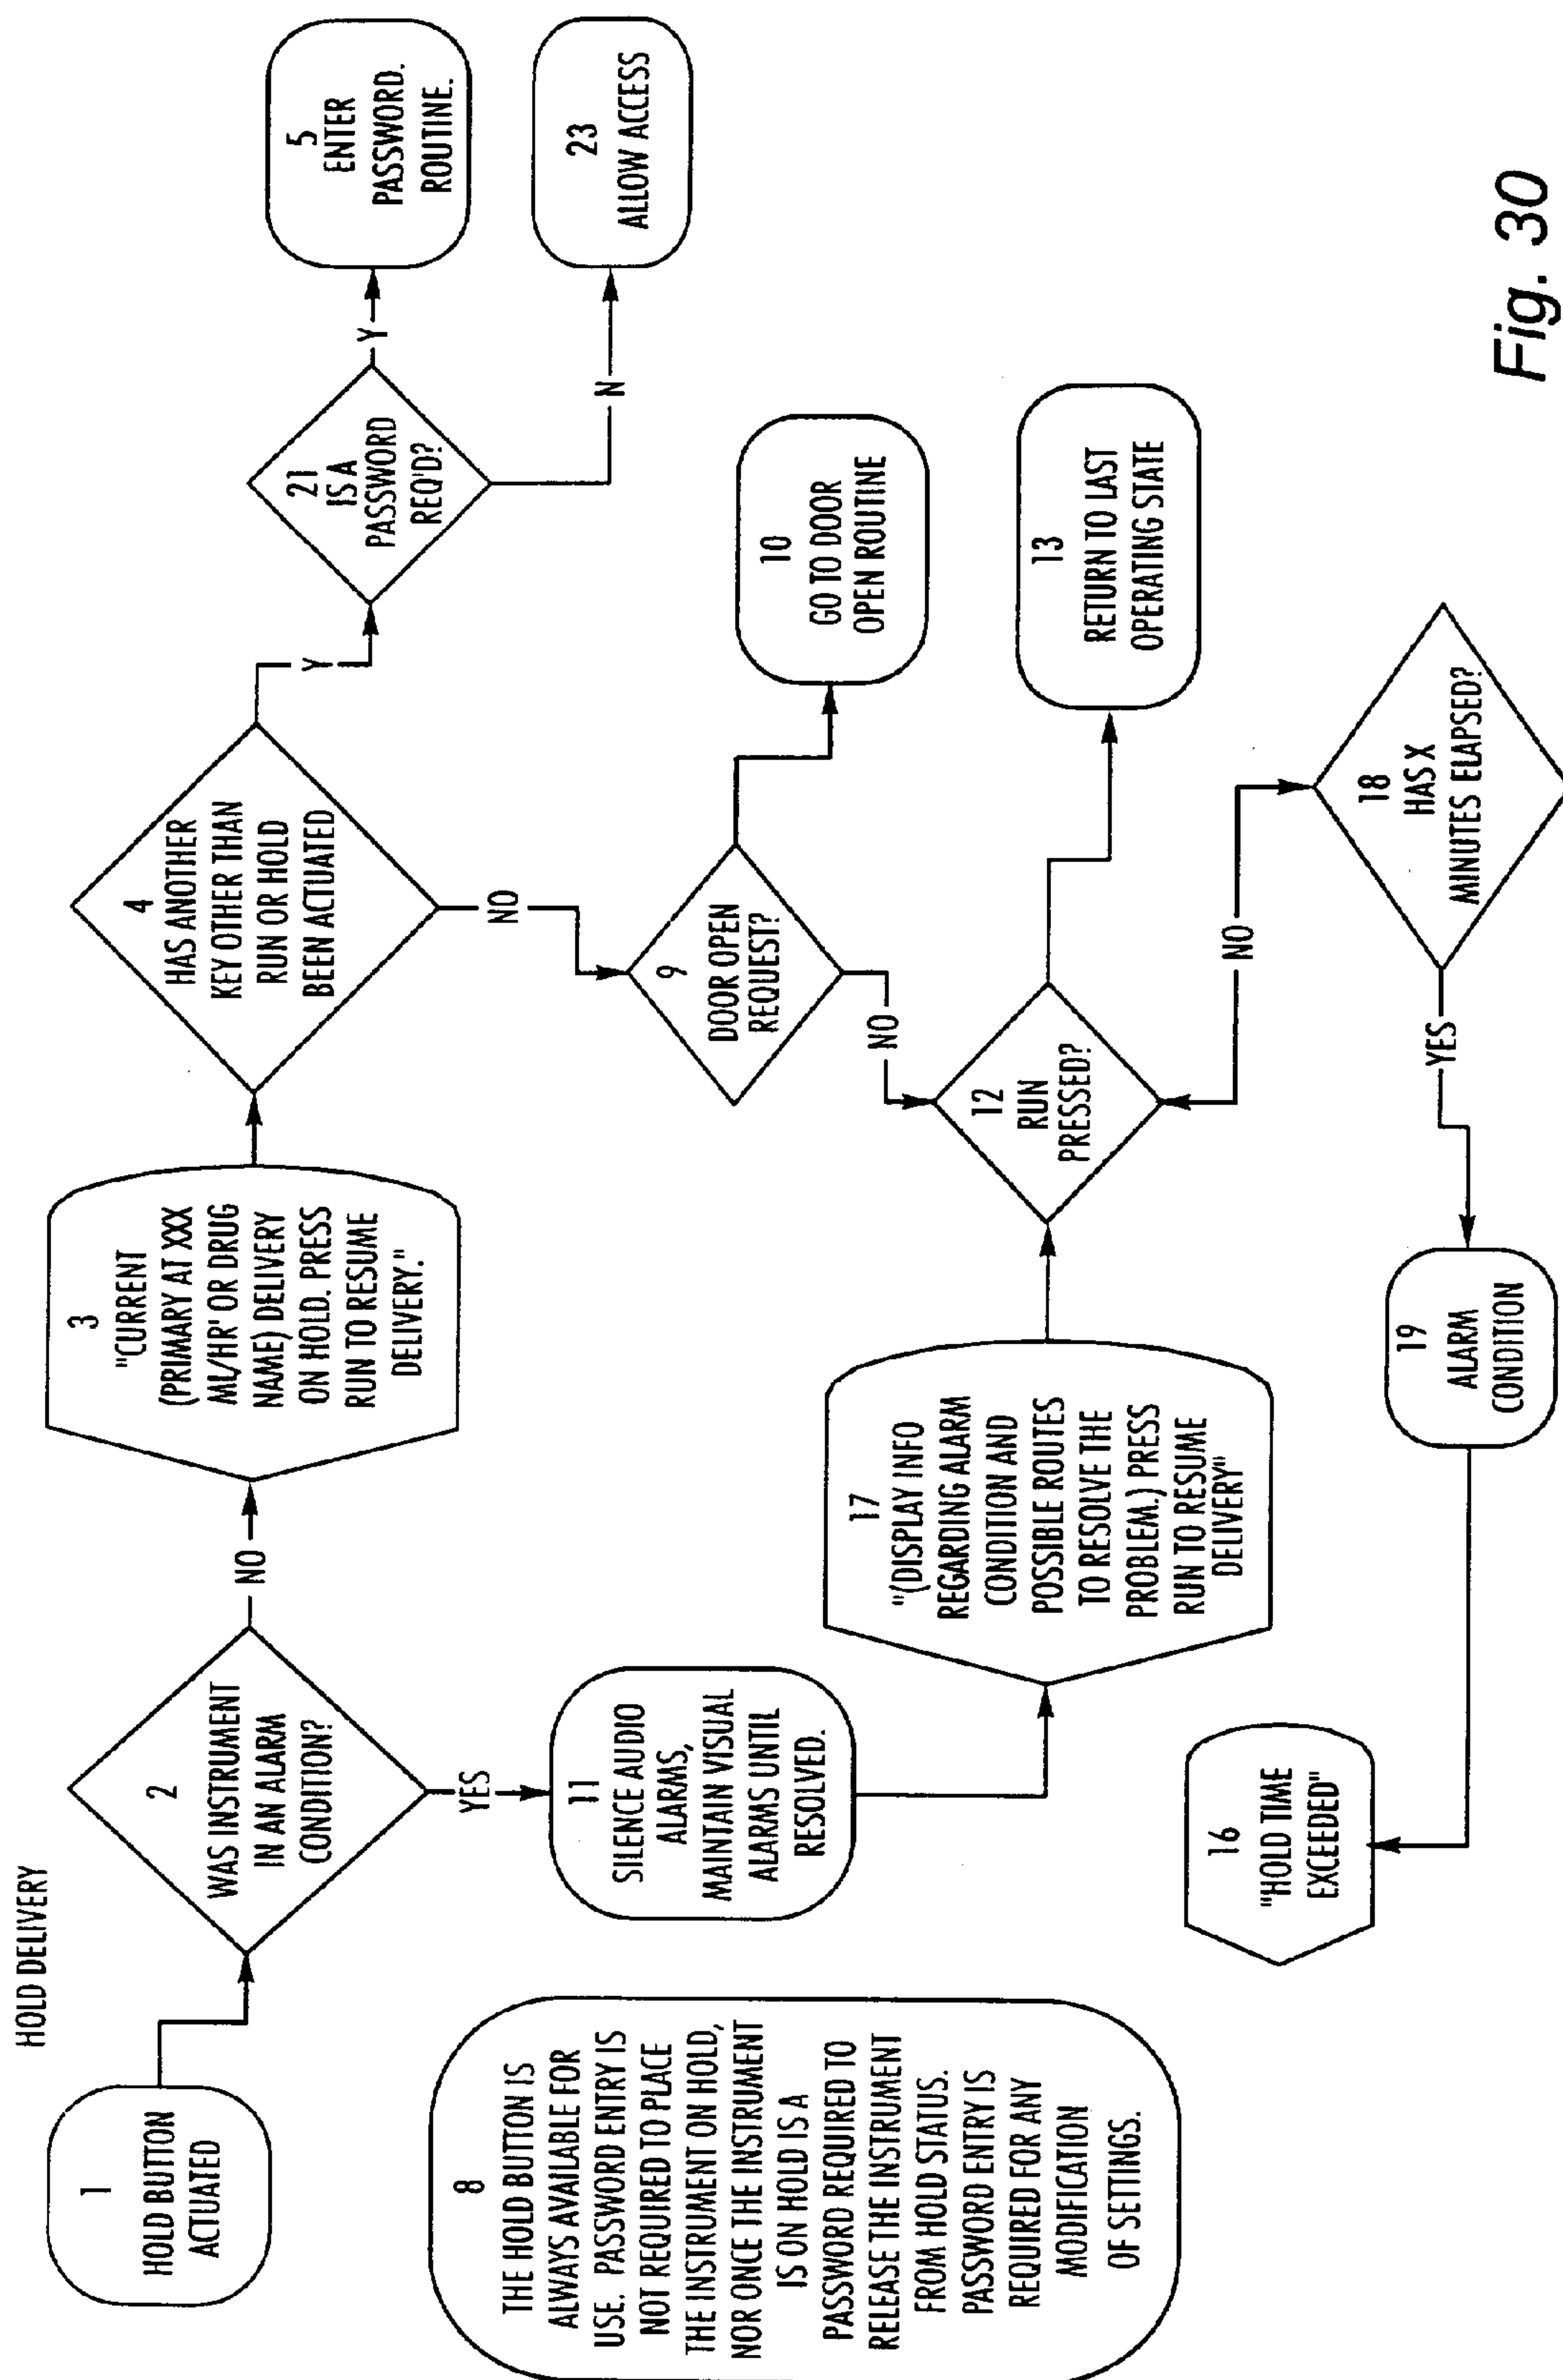 HOLD DELIVERY
1
HOLD BUTTON
ACTUATED
2
WAS INSTRUMENT
IN AN ALARM
CONDITION?
NO
YES
3
"CURRENT
(PRIMARY AT XXX
ML/HR' OR DRUG
NAME) DELIVERY
ON HOLD. PRESS
RUN TO RESUME
DELIVERY."
4
HAS ANOTHER
KEY OTHER THAN
RUN OR HOLD
BEEN ACTUATED
Y
NO
21
IS A
PASSWORD
REQ'D?
Y
N
5
ENTER
PASSWORD.
ROUTINE.
23
ALLOW ACCESS
9
DOOR OPEN
REQUEST?
NO
10
GO TO DOOR
OPEN ROUTINE
11
SILENCE AUDIO
ALARMS,
MAINTAIN VISUAL
ALARMS UNTIL
RESOLVED.
17
"(DISPLAY INFO
REGARDING ALARM
CONDITION AND
POSSIBLE ROUTES
TO RESOLVE THE
PROBLEM.) PRESS
RUN TO RESUME
DELIVERY"
12
RUN
PRESSED?
NO
13
RETURN TO LAST
OPERATING STATE
18
HAS X
MINUTES ELAPSED?
YES
19
ALARM
CONDITION
16
"HOLD TIME
EXCEEDED"
8
THE HOLD BUTTON IS
ALWAYS AVAILABLE FOR
USE. PASSWORD ENTRY IS
NOT REQUIRED TO PLACE
THE INSTRUMENT ON HOLD,
NOR ONCE THE INSTRUMENT
IS ON HOLD IS A
PASSWORD REQUIRED TO
RELEASE THE INSTRUMENT
FROM HOLD STATUS.
PASSWORD ENTRY IS
REQUIRED FOR ANY
MODIFICATION
OF SETTINGS.
Fig. 30